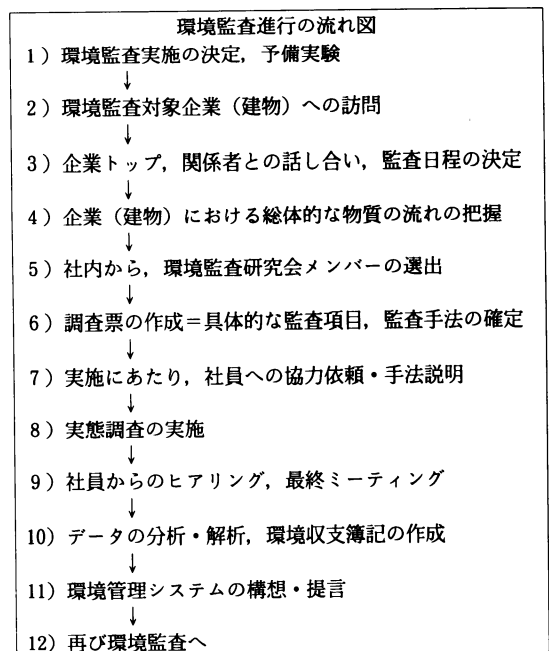 環境監査進行の流れ図
1）環境監査実施の決定，予備実験
↓
2）環境監査対象企業（建物）への訪問
↓
3）企業トップ，関係者との話し合い，監査日程の決定
↓
4）企業（建物）における総体的な物質の流れの把握
↓
5）社内から，環境監査研究会メンバーの選出
↓
6）調査票の作成＝具体的な監査項目，監査手法の確定
↓
7）実施にあたり，社員への協力依頼・手法説明
↓
8）実態調査の実施
↓
9）社員からのヒアリング，最終ミーティング
↓
10）データの分析・解析，環境収支簿記の作成
↓
11）環境管理システムの構想・提言
↓
12）再び環境監査へ